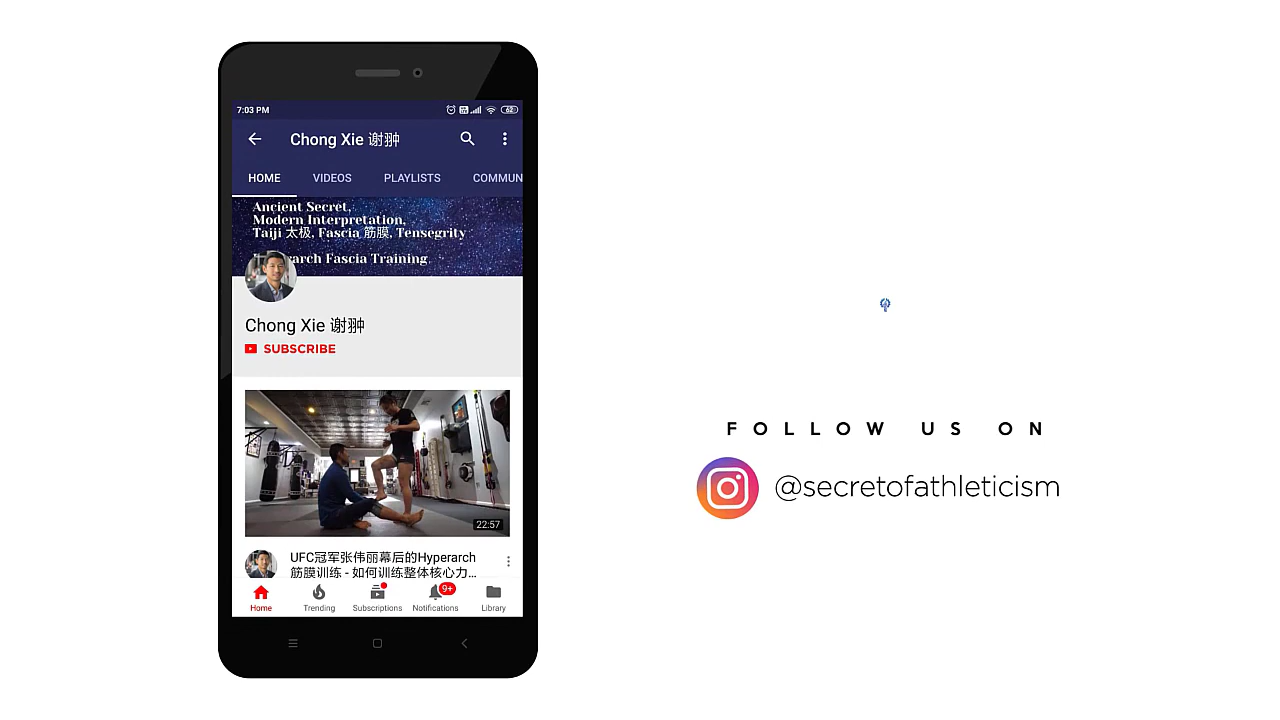 7:03 PM
62
Chong Xie 谢翀
HOME VIDEOS PLAYLISTS COMMUN
Ancient Secret,
Modern Interpretation,
Taiji 太极, Fascia 筋膜, Tensegrity
arch Fascia Training
Chong Xie 谢翀
SUBSCRIBE
22:57
UFC冠军张伟丽幕后的Hyperarch
筋膜训练 - 如何训练整体核心力...
9+
Home Trending Subscriptions Notifications Library
FOLLOW US ON
@secretofathleticism